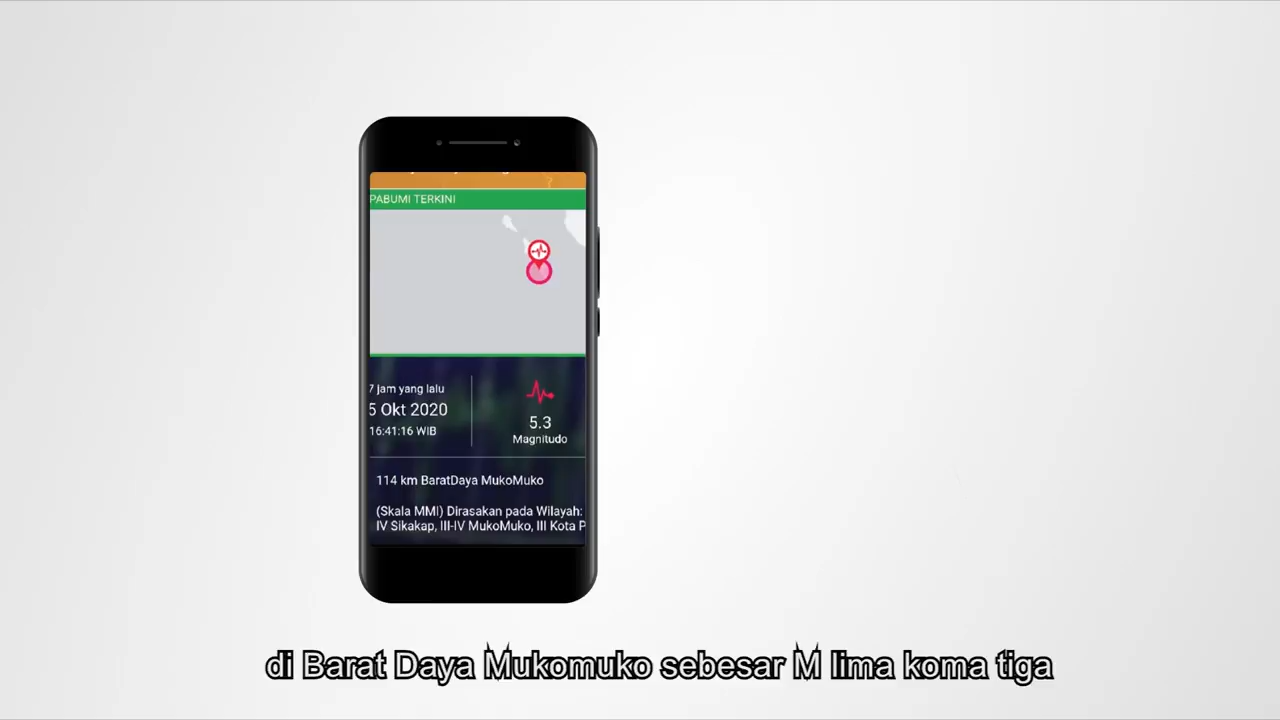 PABUMI TERKINI
7 jam yang lalu
5 Okt 2020
16:41:16 WIB
5.3
Magnitudo
114 km BaratDaya MukoMuko
(Skala MMI) Dirasakan pada Wilayah:
IV Sikakap, III-IV MukoMuko, III Kota P
di Barat Daya Mukomuko sebesar M lima koma tiga